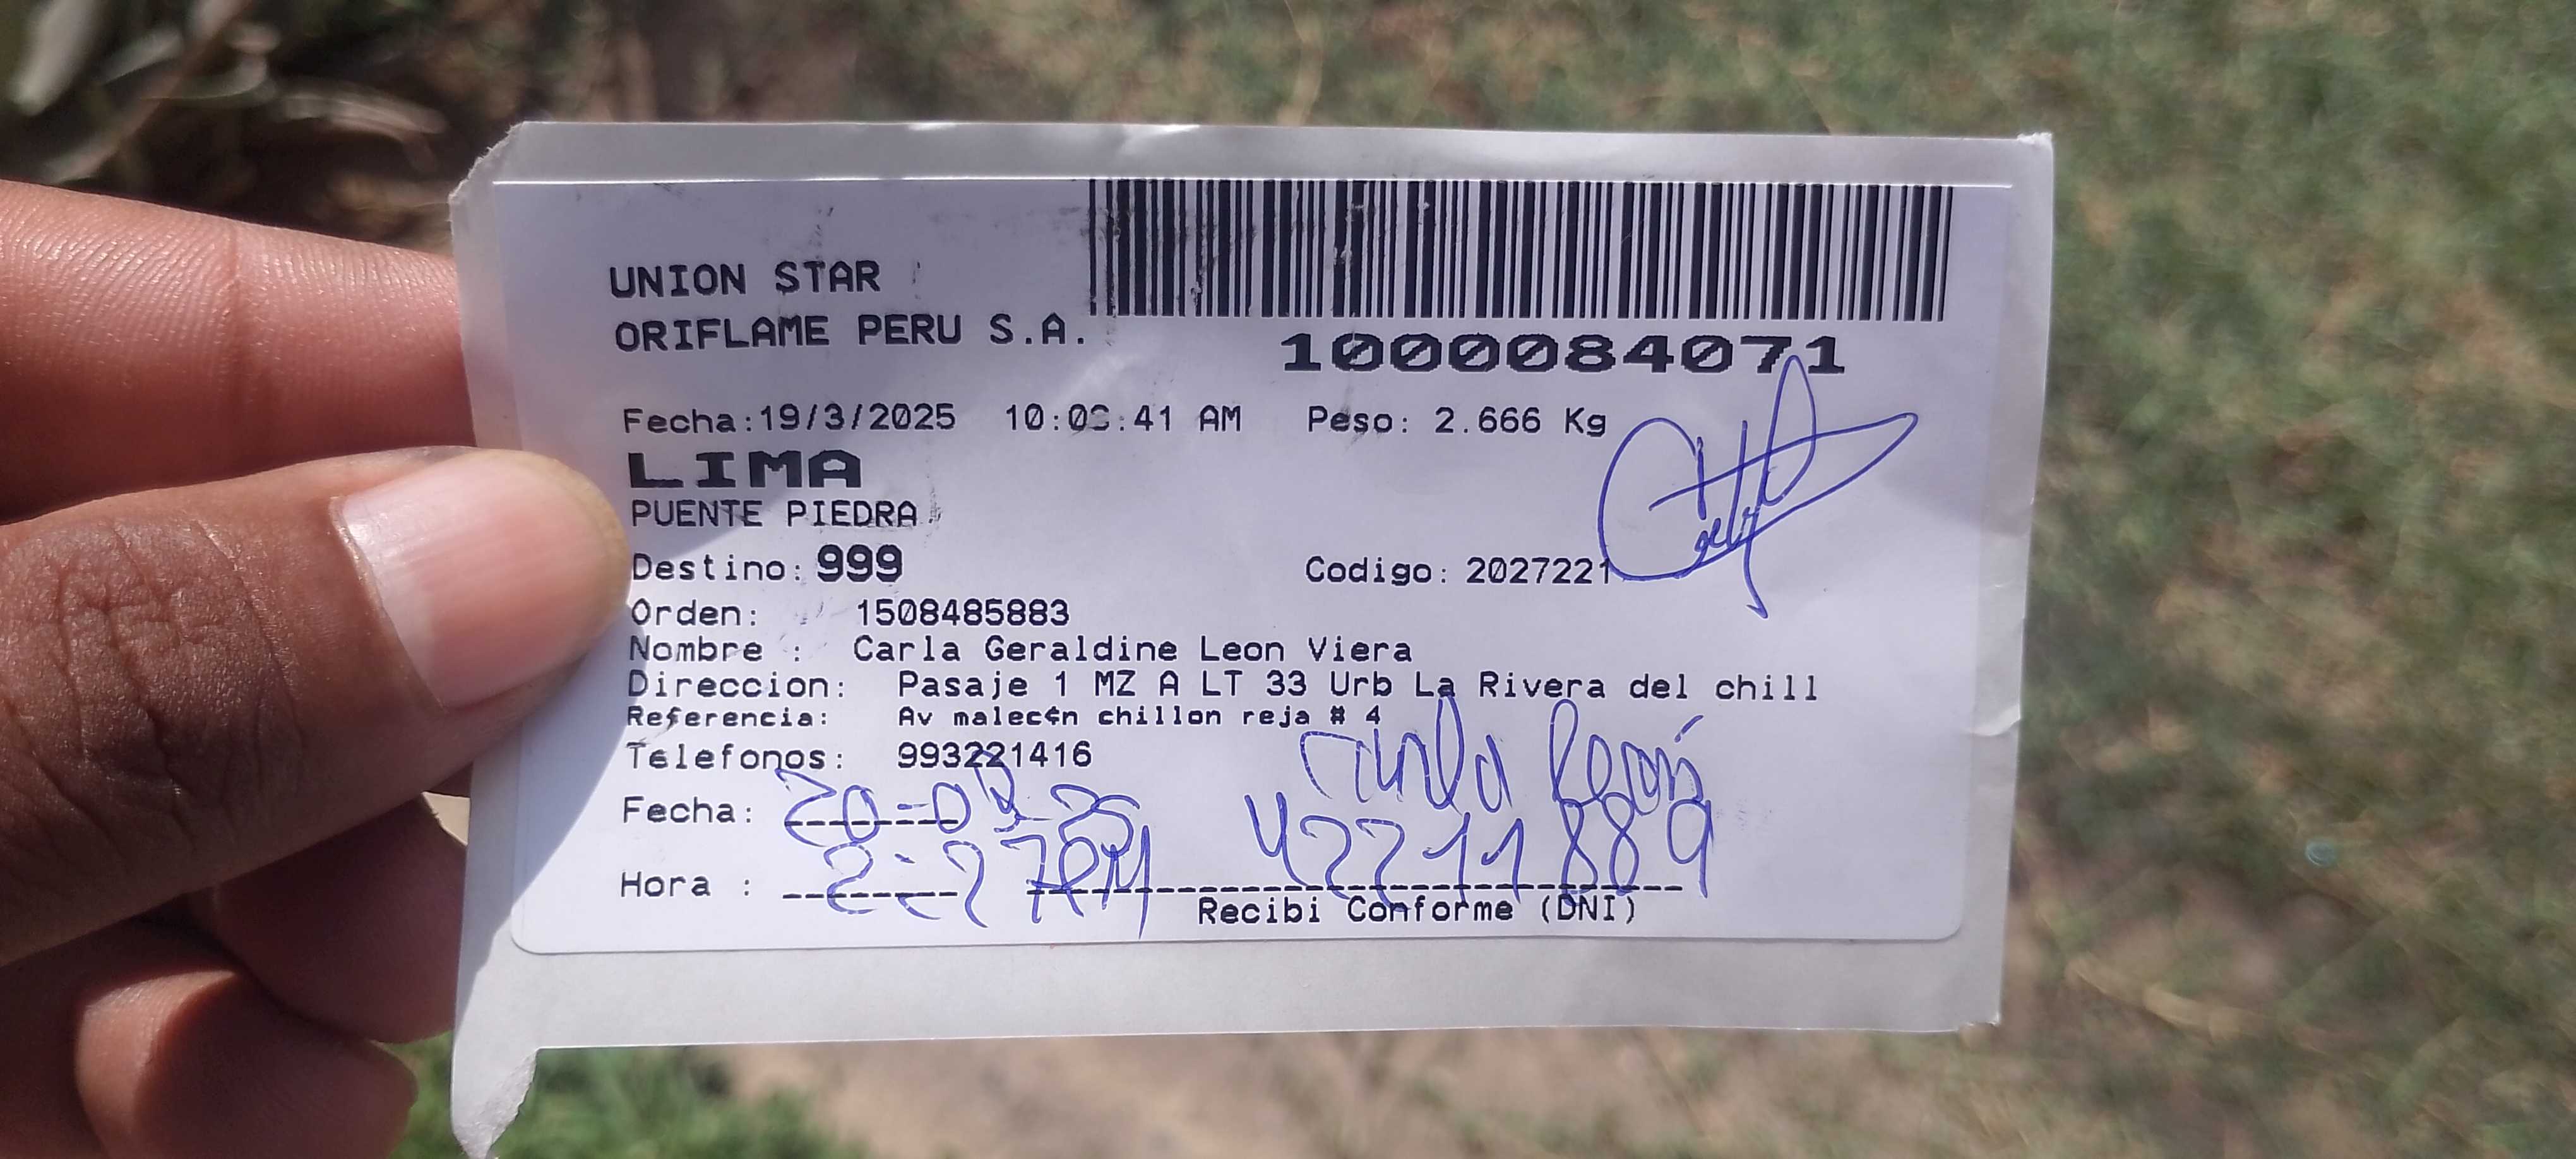 UNION STAR
ORIFLAME PERU S.A.
1000084071
Fecha:19/3/2025 10:0 :41 AM Peso: 2.666 Kg
LIMA
PUENTE PIEDRA
Destino: 999 Codigo: 2027221
Orden: 1508485883
Nombre : Carla Geraldine Leon Viera
Direccion: Pasaje 1 MZ A LT 33 Urb La Rivera del chill
Referencia: Av malec¢n chillon reja # 4
Telefonos: 993221416
Carla León
Fecha: 20-03-25
42211889
Hora : 2:27PM
Recibi Conforme (DNI)